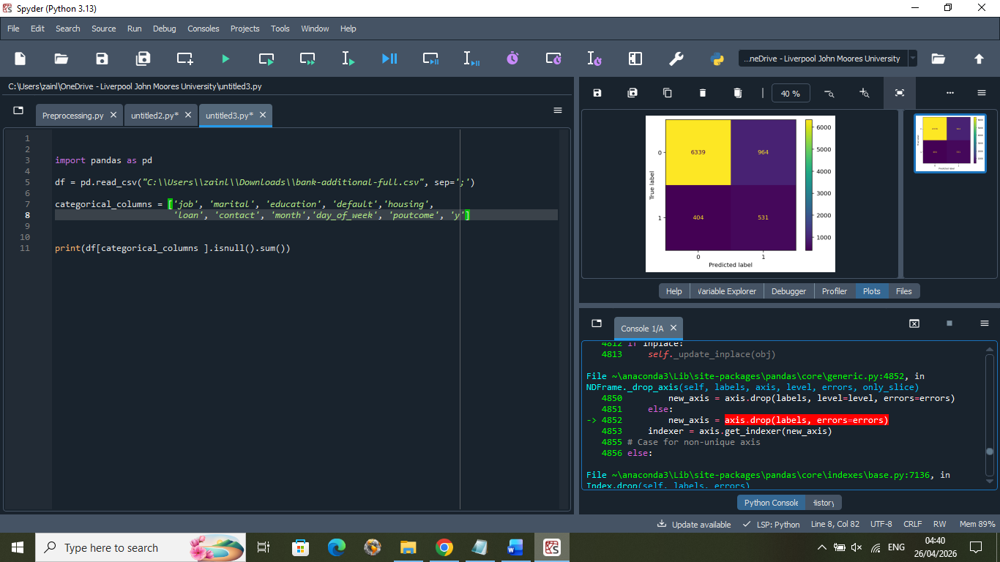 Spyder (Python 3.13)
File Edit Search Source Run Debug Consoles Projects Tools Window Help
...neDrive - Liverpool John Moores University
C:\Users\zainl\OneDrive - Liverpool John Moores University\untitled3.py
Preprocessing.py untitled2.py* untitled3.py*
1
2
3 import pandas as pd
4
5 df = pd.read_csv("C:\\Users\\zainl\\Downloads\\bank-additional-full.csv", sep=';')
6
7 categorical_columns = ['job', 'marital', 'education', 'default','housing',
8 'loan', 'contact', 'month','day_of_week', 'poutcome', 'y']
9
10
11 print(df[categorical_columns ].isnull().sum())
40 %
6339 964
404 531
0
1
True label
0 1
Predicted label
6000
5000
4000
3000
2000
1000
Help Variable Explorer Debugger Profiler Plots Files
Console 1/A
4812 if inplace:
4813 self._update_inplace(obj)
File ~\anaconda3\Lib\site-packages\pandas\core\generic.py:4852, in
NDFrame._drop_axis(self, labels, axis, level, errors, only_slice)
4850 new_axis = axis.drop(labels, level=level, errors=errors)
4851 else:
-> 4852 new_axis = axis.drop(labels, errors=errors)
4853 indexer = axis.get_indexer(new_axis)
4855 # Case for non-unique axis
4856 else:
File ~\anaconda3\Lib\site-packages\pandas\core\indexes\base.py:7136, in
Index.drop(self, labels, errors)
Python Console History
Update available LSP: Python Line 8, Col 82 UTF-8 CRLF RW Mem 89%
Type here to search
ENG
04:40
26/04/2026